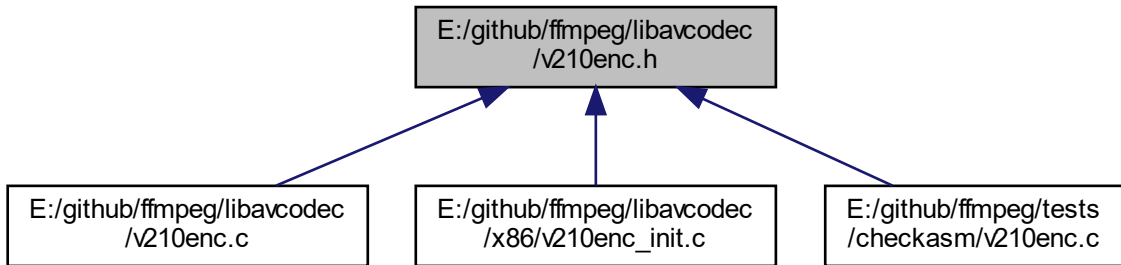 E:/github/ffmpeg/libavcodec
/v210enc.h
E:/github/ffmpeg/libavcodec
/v210enc.c
E:/github/ffmpeg/libavcodec
/x86/v210enc_init.c
E:/github/ffmpeg/tests
/checkasm/v210enc.c